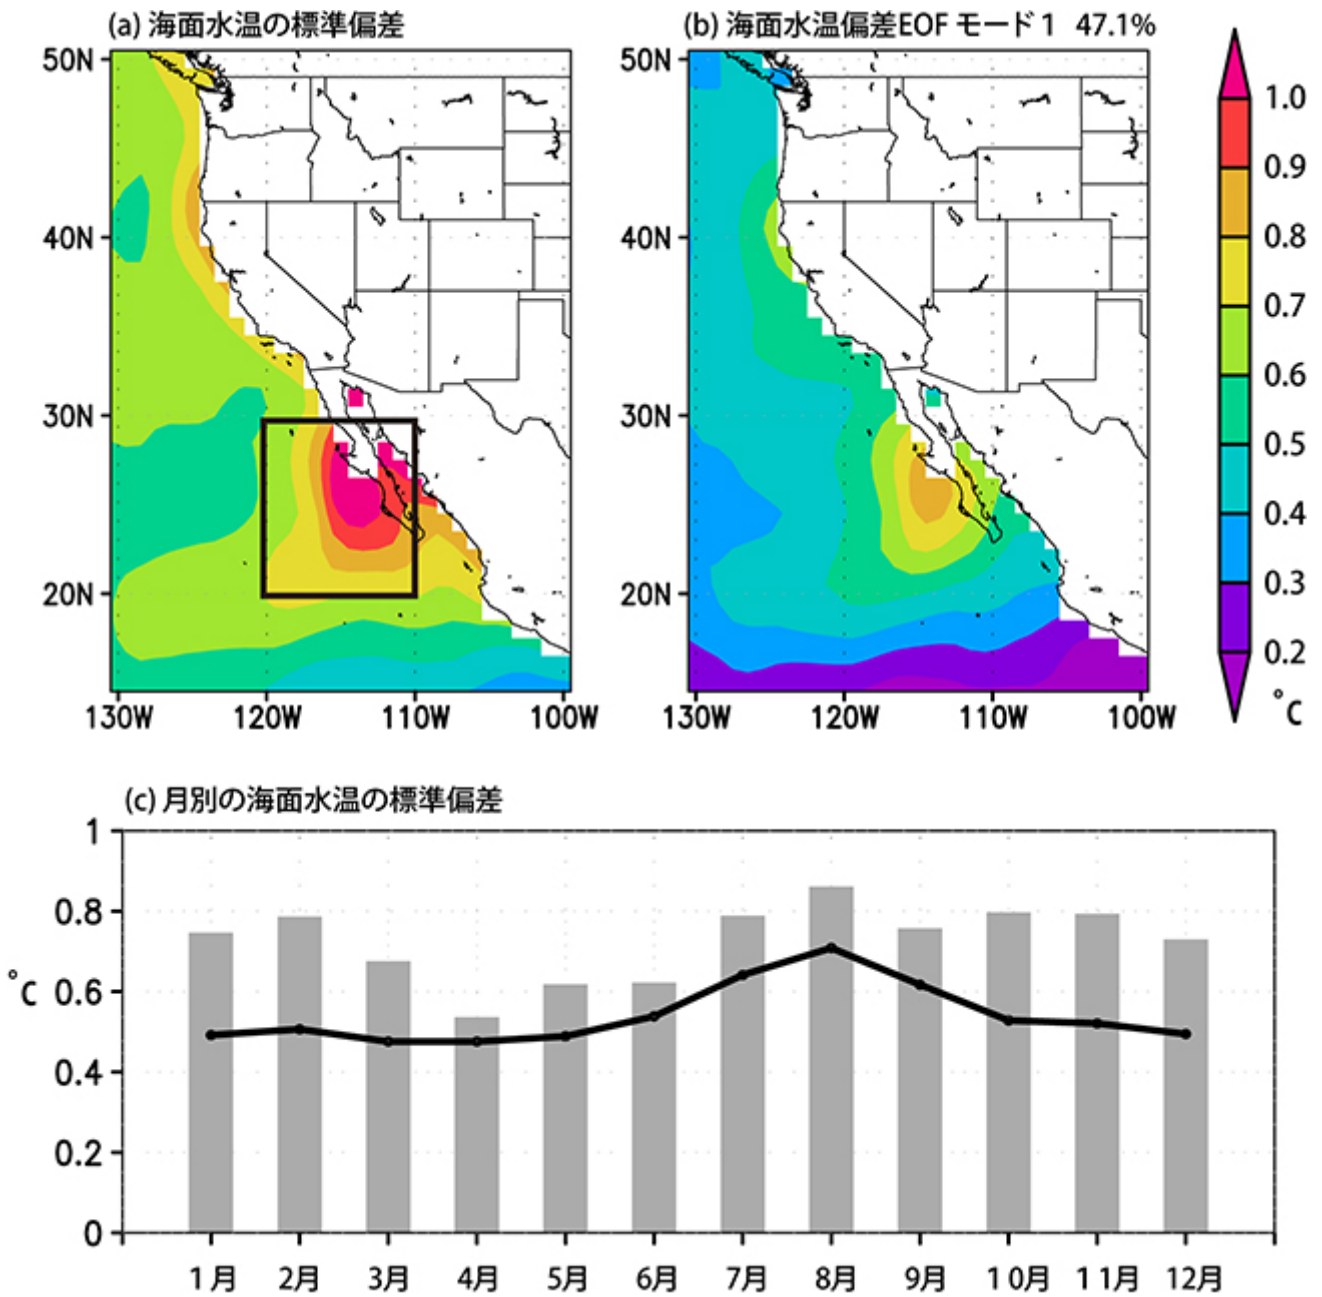 (a) 海面水温の標準偏差
(b) 海面水温偏差EOF モード 1 47.1%
50N
40N
30N
20N
130W 120W 110W 100W
50N
40N
30N
20N
130W 120W 110W 100W
1.0
0.9
0.8
0.7
0.6
0.5
0.4
0.3
0.2
°C
(c) 月別の海面水温の標準偏差
1
0.8
0.6
0.4
0.2
0
°C
1月 2月 3月 4月 5月 6月 7月 8月 9月 10月 11月 12月